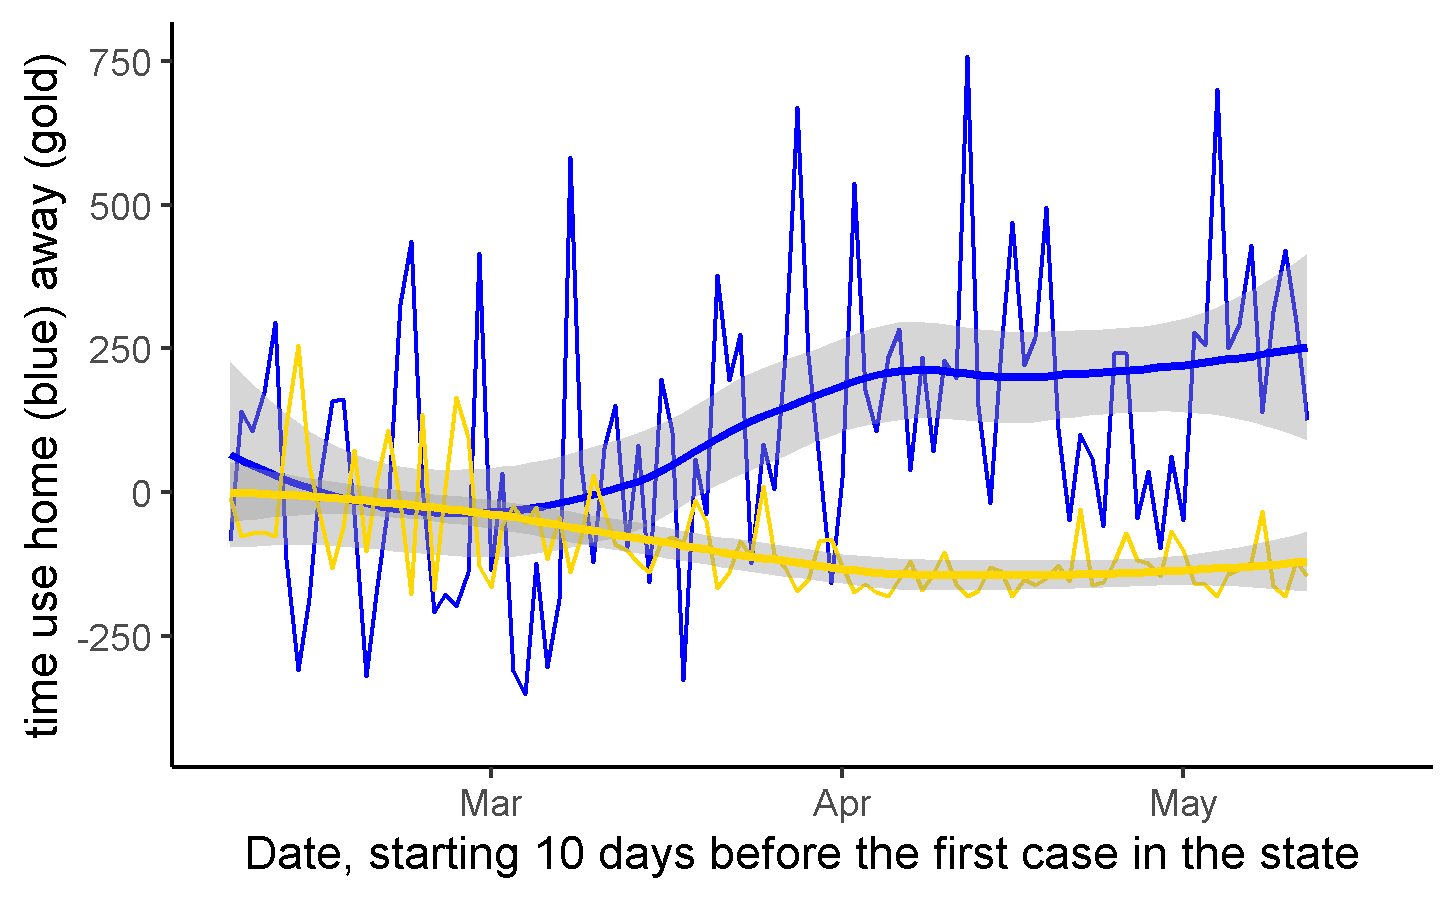 time use home (blue) away (gold)
750
500
250
0
-250
Mar
Apr
May
Date, starting 10 days before the first case in the state